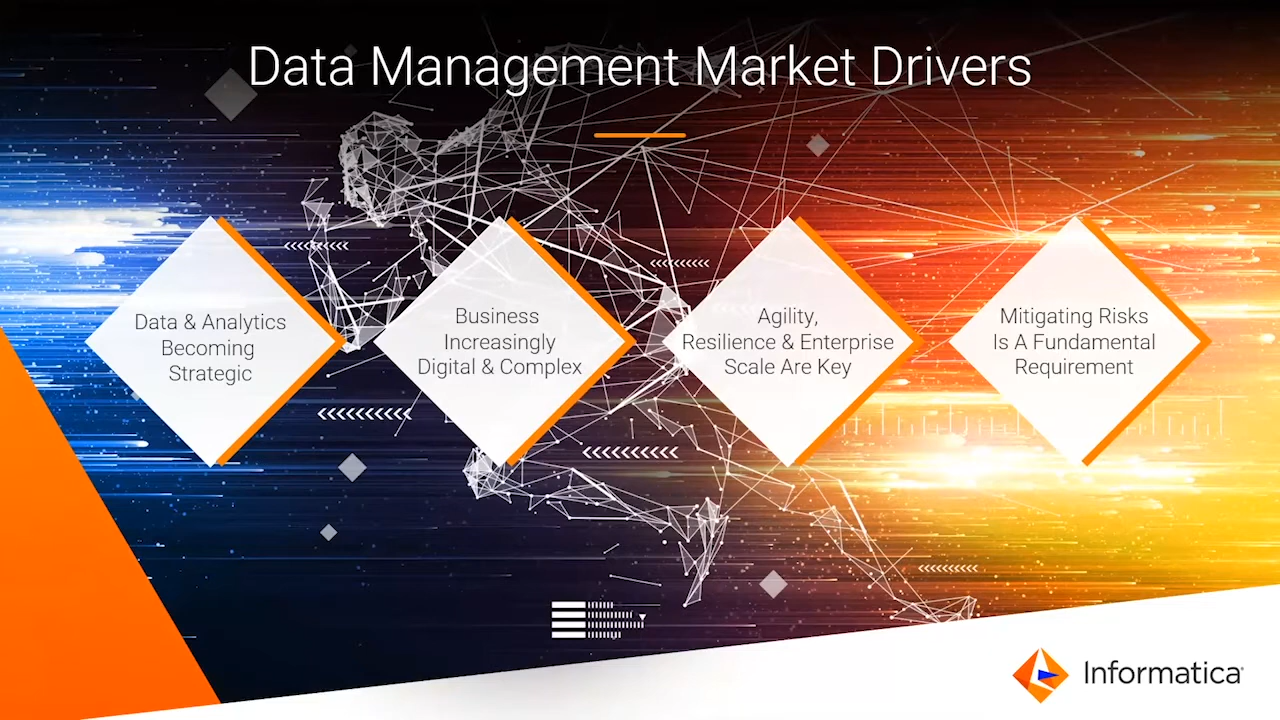 Data Management Market Drivers
Data & Analytics
Becoming
Strategic
Business
Increasingly
Digital & Complex
Agility,
Resilience & Enterprise
Scale Are Key
Mitigating Risks
Is A Fundamental
Requirement
Informatica